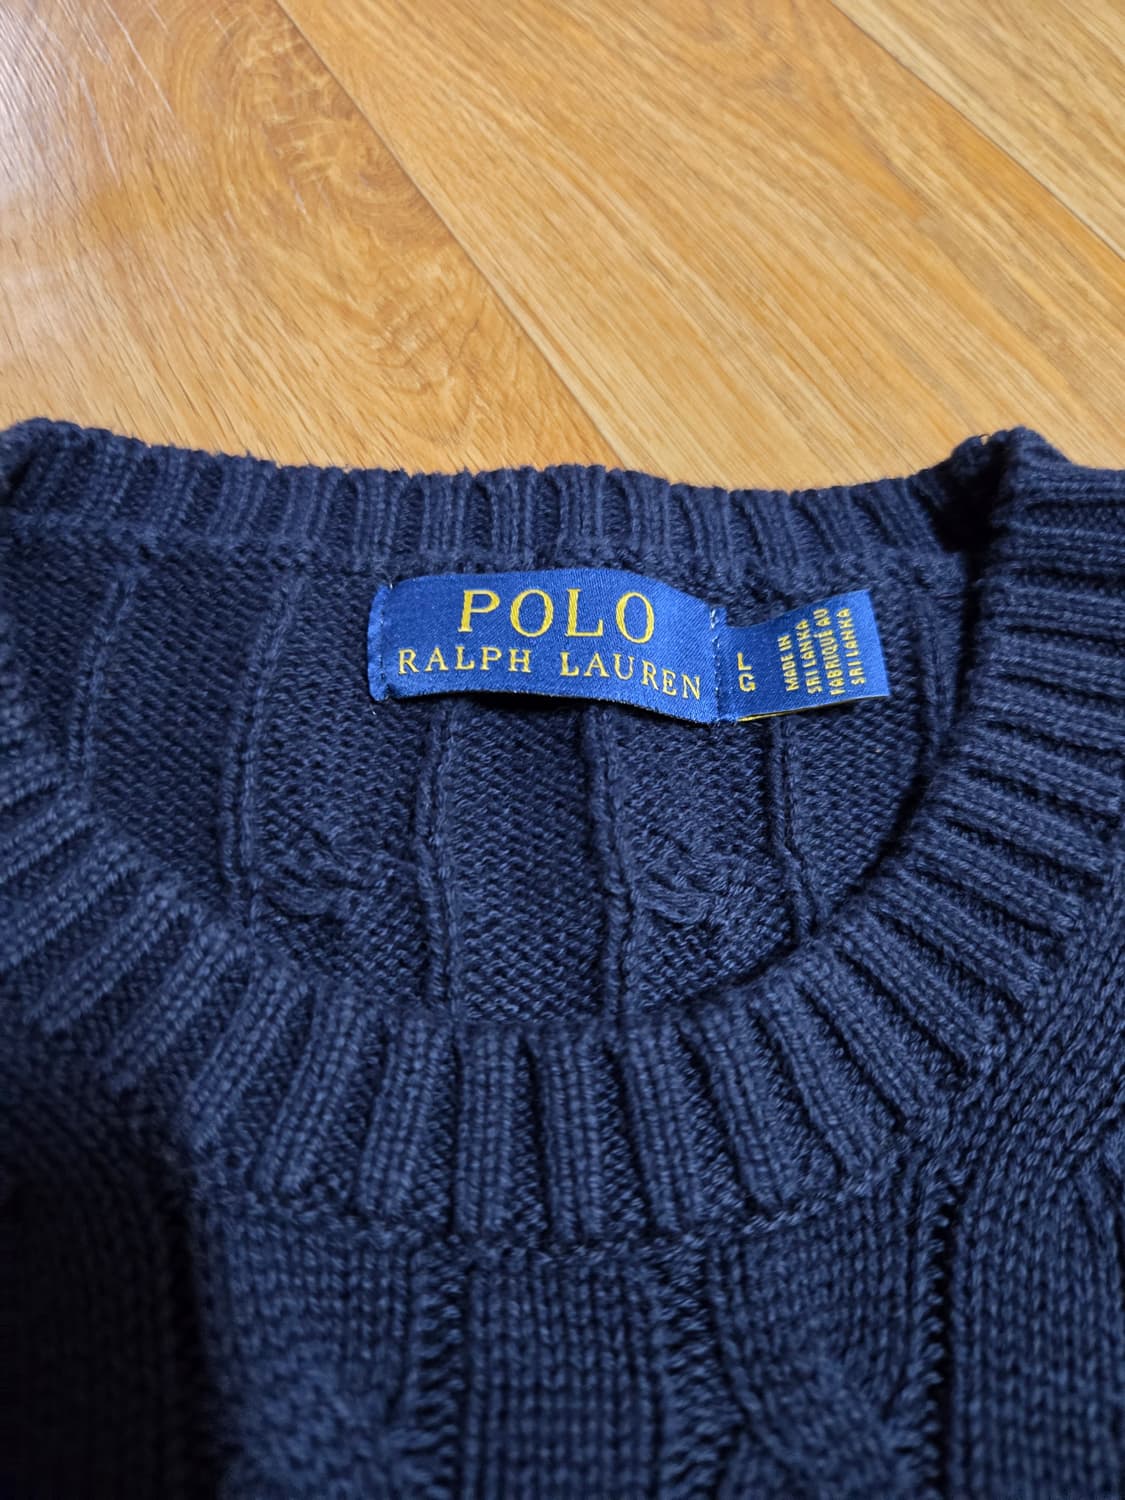 POLO
RALPH LAUREN
L
G
MADE IN
SRI LANKA
FABRIQUÉ AU
SRI LANKA